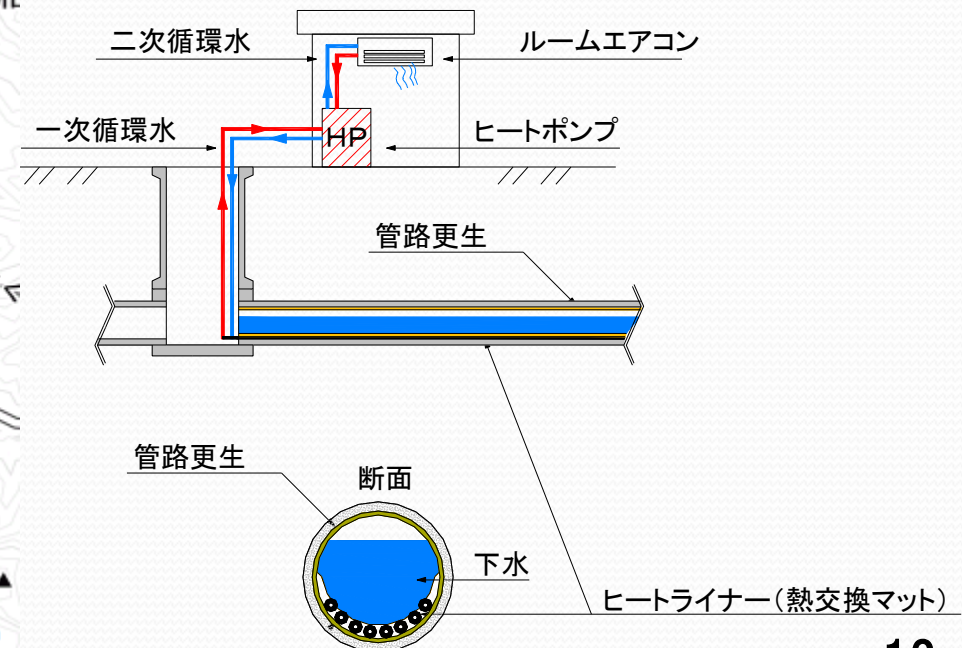 二次循環水
ルームエアコン
一次循環水
HP
ヒートポンプ
管路更生
管路更生
断面
下水
ヒートライナー(熱交換マット)